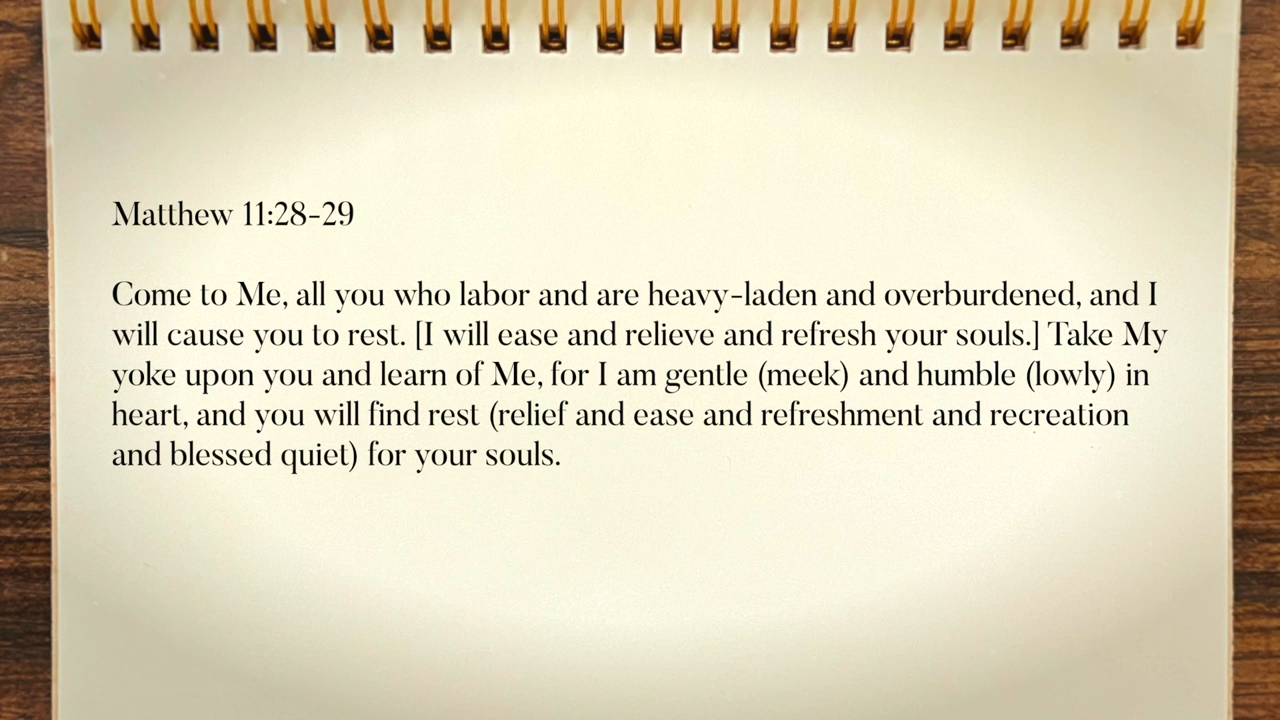 Matthew 11:28-29
Come to Me, all you who labor and are heavy-laden and overburdened, and I
will cause you to rest. [I will ease and relieve and refresh your souls.] Take My
yoke upon you and learn of Me, for I am gentle (meek) and humble (lowly) in
heart, and you will find rest (relief and ease and refreshment and recreation
and blessed quiet) for your souls.